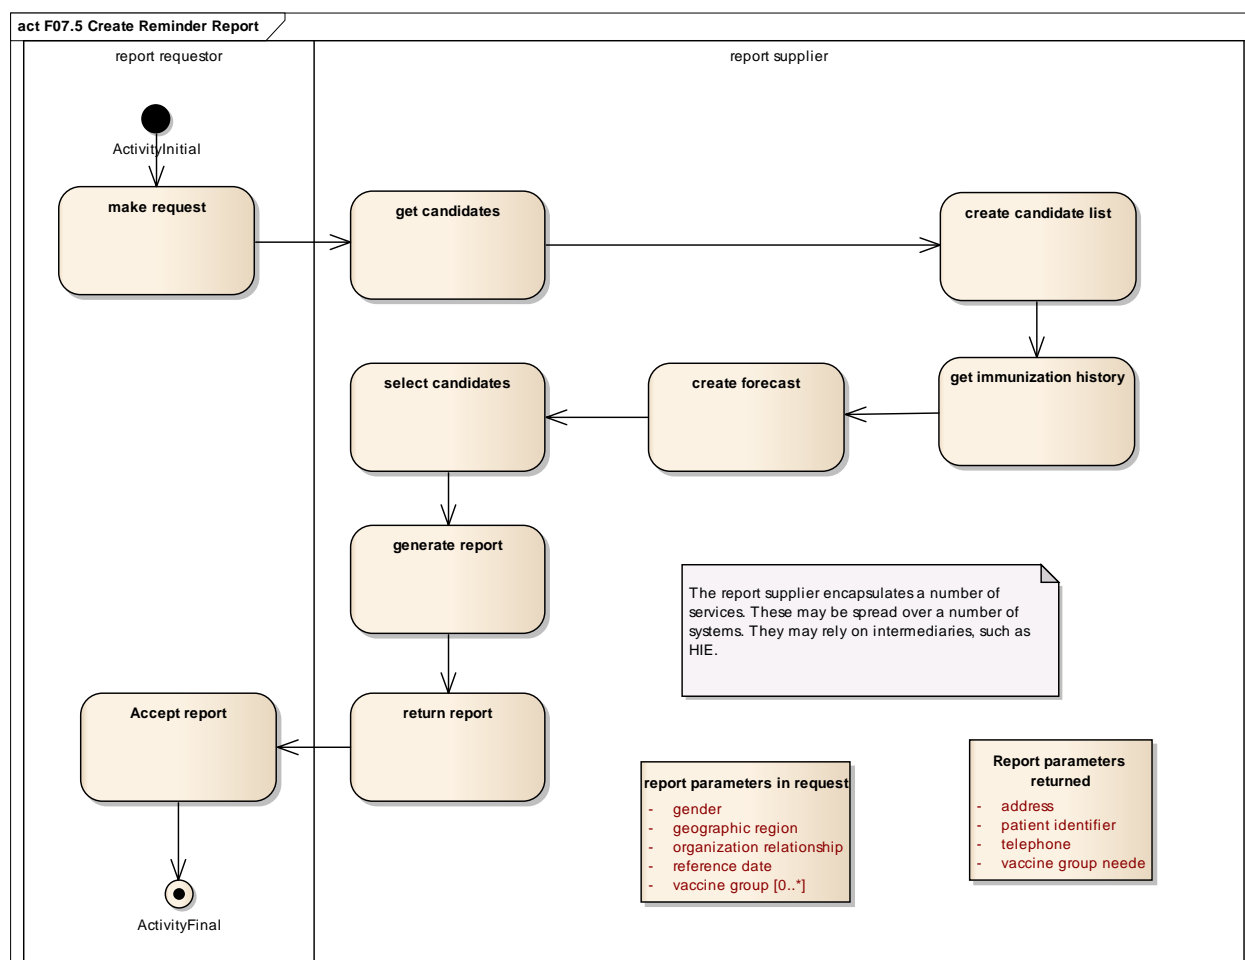 act F07.5 Create Reminder Report
report requestor
report supplier
ActivityInitial
make request
get candidates
create candidate list
select candidates
create forecast
get immunization history
generate report
The report supplier encapsulates a number of
services. These may be spread over a number of
systems. They may rely on intermediaries, such as
HIE.
Accept report
return report
report parameters in request
- gender
- geographic region
- organization relationship
- reference date
- vaccine group [0..*]
Report parameters
returned
- address
- patient identifier
- telephone
- vaccine group neede
ActivityFinal